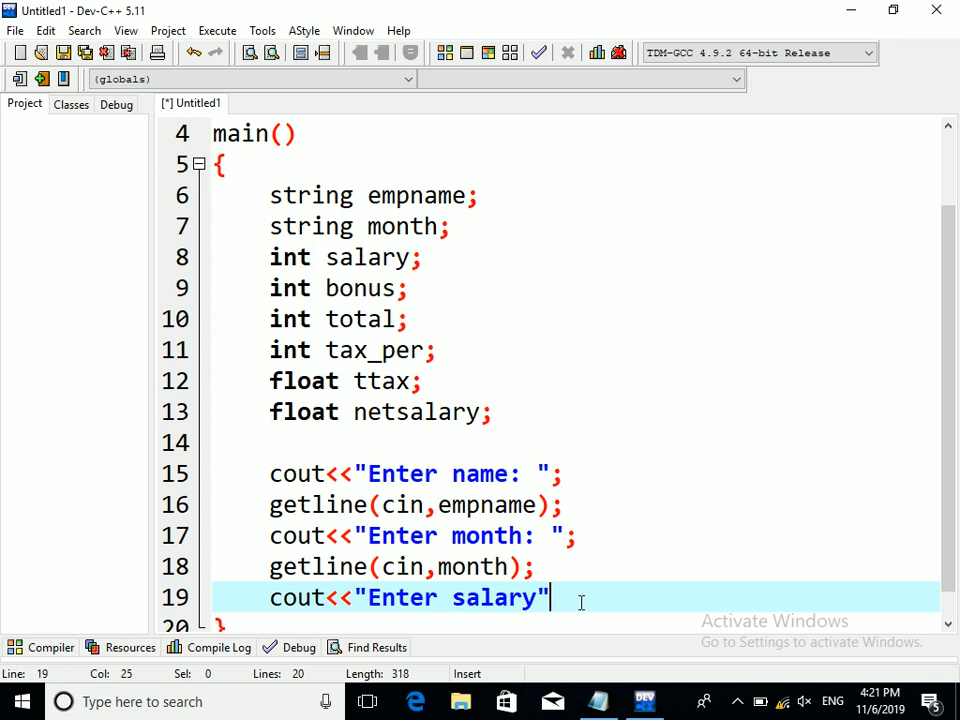 Untitled1 - Dev-C++ 5.11
File Edit Search View Project Execute Tools AStyle Window Help
TDM-GCC 4.9.2 64-bit Release
(globals)
Project Classes Debug [*] Untitled1
4 main()
5 {
6 string empname;
7 string month;
8 int salary;
9 int bonus;
10 int total;
11 int tax_per;
12 float ttax;
13 float netsalary;
14
15 cout<<"Enter name: ";
16 getline(cin,empname);
17 cout<<"Enter month: ";
18 getline(cin,month);
19 cout<<"Enter salary"
20 }
Activate Windows
Go to Settings to activate Windows.
Compiler Resources Compile Log Debug Find Results
Line: 19 Col: 25 Sel: 0 Lines: 20 Length: 318 Insert
Type here to search
DEV
ENG
4:21 PM
11/6/2019
5